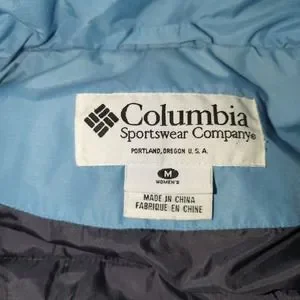 Columbia
Sportswear Company®
PORTLAND, OREGON U.S.A.
M
WOMEN'S
MADE IN CHINA
FABRIQUE EN CHINE